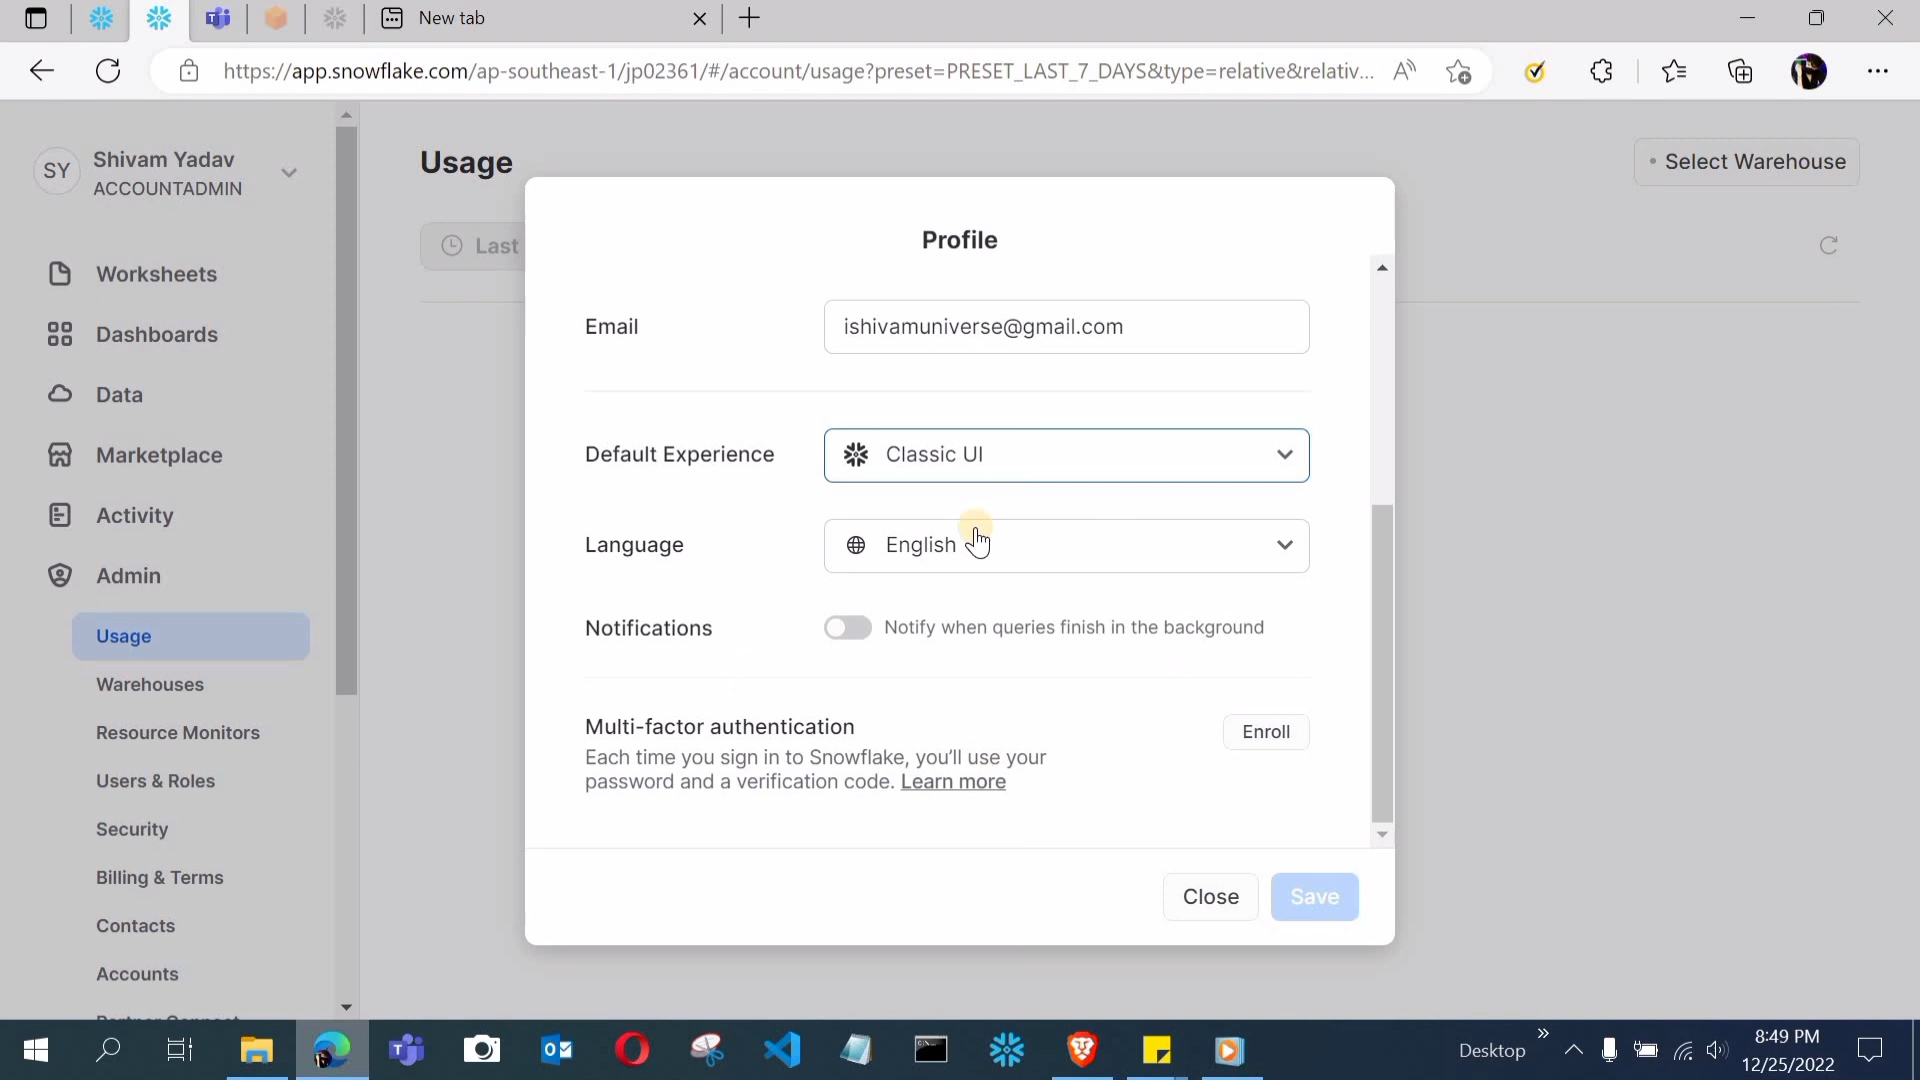 New tab
https://app.snowflake.com/ap-southeast-1/jp02361/#/account/usage?preset=PRESET_LAST_7_DAYS&type=relative&relativ...
SY
Shivam Yadav
ACCOUNTADMIN
Worksheets
Dashboards
Data
Marketplace
Activity
Admin
Usage
Warehouses
Resource Monitors
Users & Roles
Security
Billing & Terms
Contacts
Accounts
Usage
Select Warehouse
Last
Profile
Email
ishivamuniverse@gmail.com
Default Experience
Classic UI
Language
English
Notifications
Notify when queries finish in the background
Multi-factor authentication
Enroll
Each time you sign in to Snowflake, you'll use your
password and a verification code. Learn more
Close
Save
Desktop
8:49 PM
12/25/2022